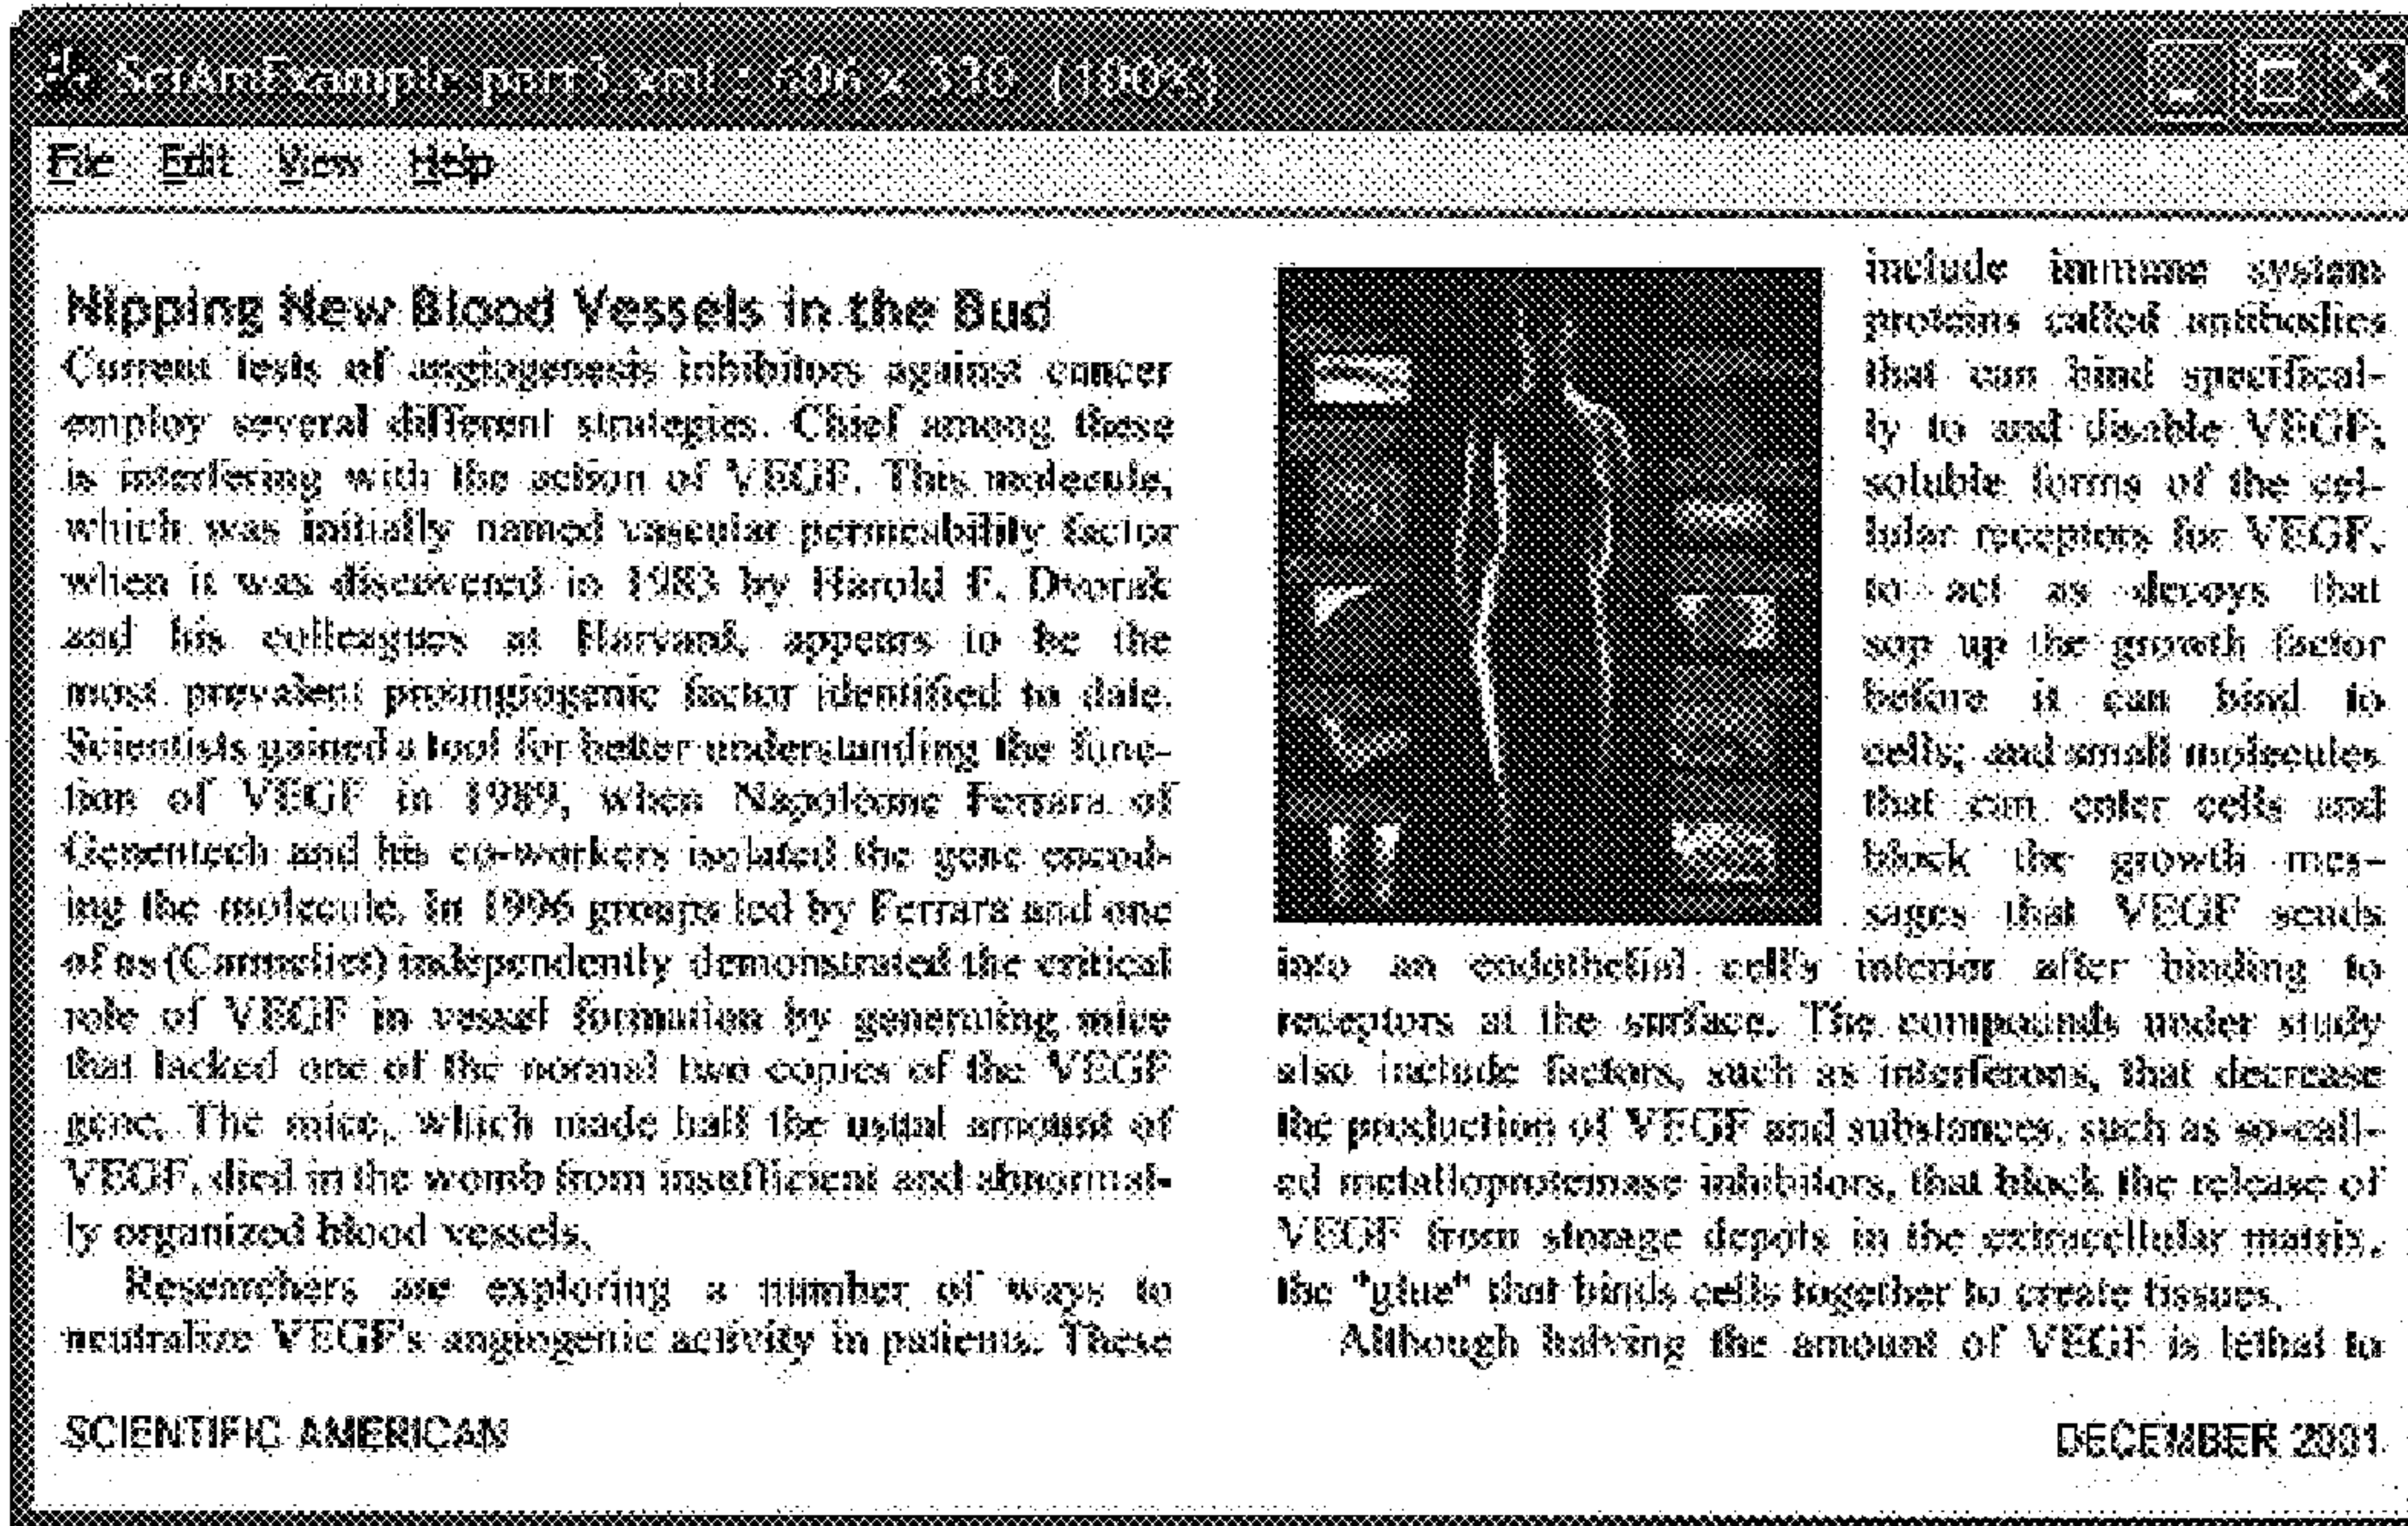 SciAmExample-part3.xml : 606 x 330 (100%)
File Edit View Help
Nipping New Blood Vessels in the Bud
Current tests of angiogenesis inhibitors against cancer
employ several different strategies. Chief among these
is interfering with the action of VEGF. This molecule,
which was initially named vascular permeability factor
when it was discovered in 1983 by Harold F. Dvorak
and his colleagues at Harvard, appears to be the
most prevalent proangiogenic factor identified to date.
Scientists gained a tool for better understanding the func-
tion of VEGF in 1989, when Napoleone Ferrara of
Genentech and his co-workers isolated the gene encod-
ing the molecule. In 1996 groups led by Ferrara and one
of us (Carmeliet) independently demonstrated the critical
role of VEGF in vessel formation by generating mice
that lacked one of the normal two copies of the VEGF
gene. The mice, which made half the usual amount of
VEGF, died in the womb from insufficient and abnormal-
ly organized blood vessels.
Researchers are exploring a number of ways to
neutralize VEGF's angiogenic activity in patients. These
include immune system
proteins called antibodies
that can bind specifical-
ly to and disable VEGF;
soluble forms of the cel-
lular receptors for VEGF,
to act as decoys that
sop up the growth factor
before it can bind to
cells; and small molecules
that can enter cells and
block the growth mes-
sages that VEGF sends
into an endothelial cell's interior after binding to
receptors at the surface. The compounds under study
also include factors, such as interferons, that decrease
the production of VEGF and substances, such as so-call-
ed metalloproteinase inhibitors, that block the release of
VEGF from storage depots in the extracellular matrix,
the "glue" that binds cells together to create tissues.
Although halving the amount of VEGF is lethal to
SCIENTIFIC AMERICAN
DECEMBER 2001